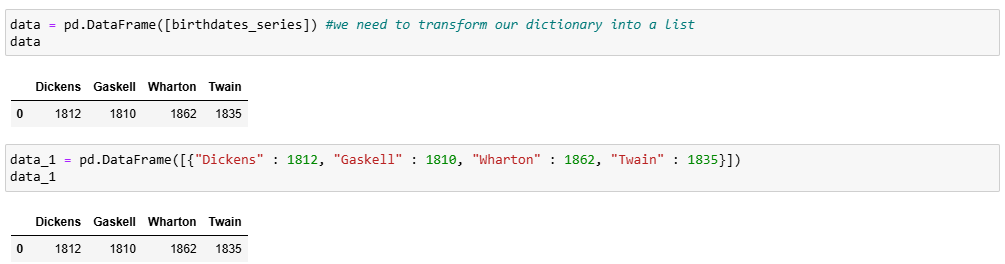 data = pd.DataFrame([birthdates_series]) #we need to transform our dictionary into a list
data
Dickens Gaskell Wharton Twain
0 1812 1810 1862 1835
data_1 = pd.DataFrame([{"Dickens" : 1812, "Gaskell" : 1810, "Wharton" : 1862, "Twain" : 1835}])
data_1
Dickens Gaskell Wharton Twain
0 1812 1810 1862 1835